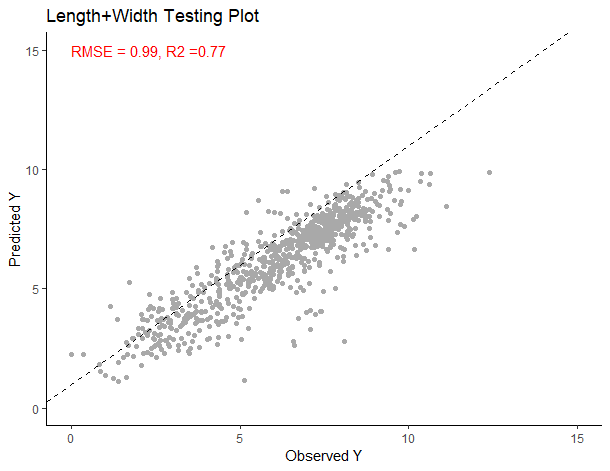 Length+Width Testing Plot
RMSE = 0.99, R2 =0.77
15
10
5
0
Predicted Y
0 5 10 15
Observed Y